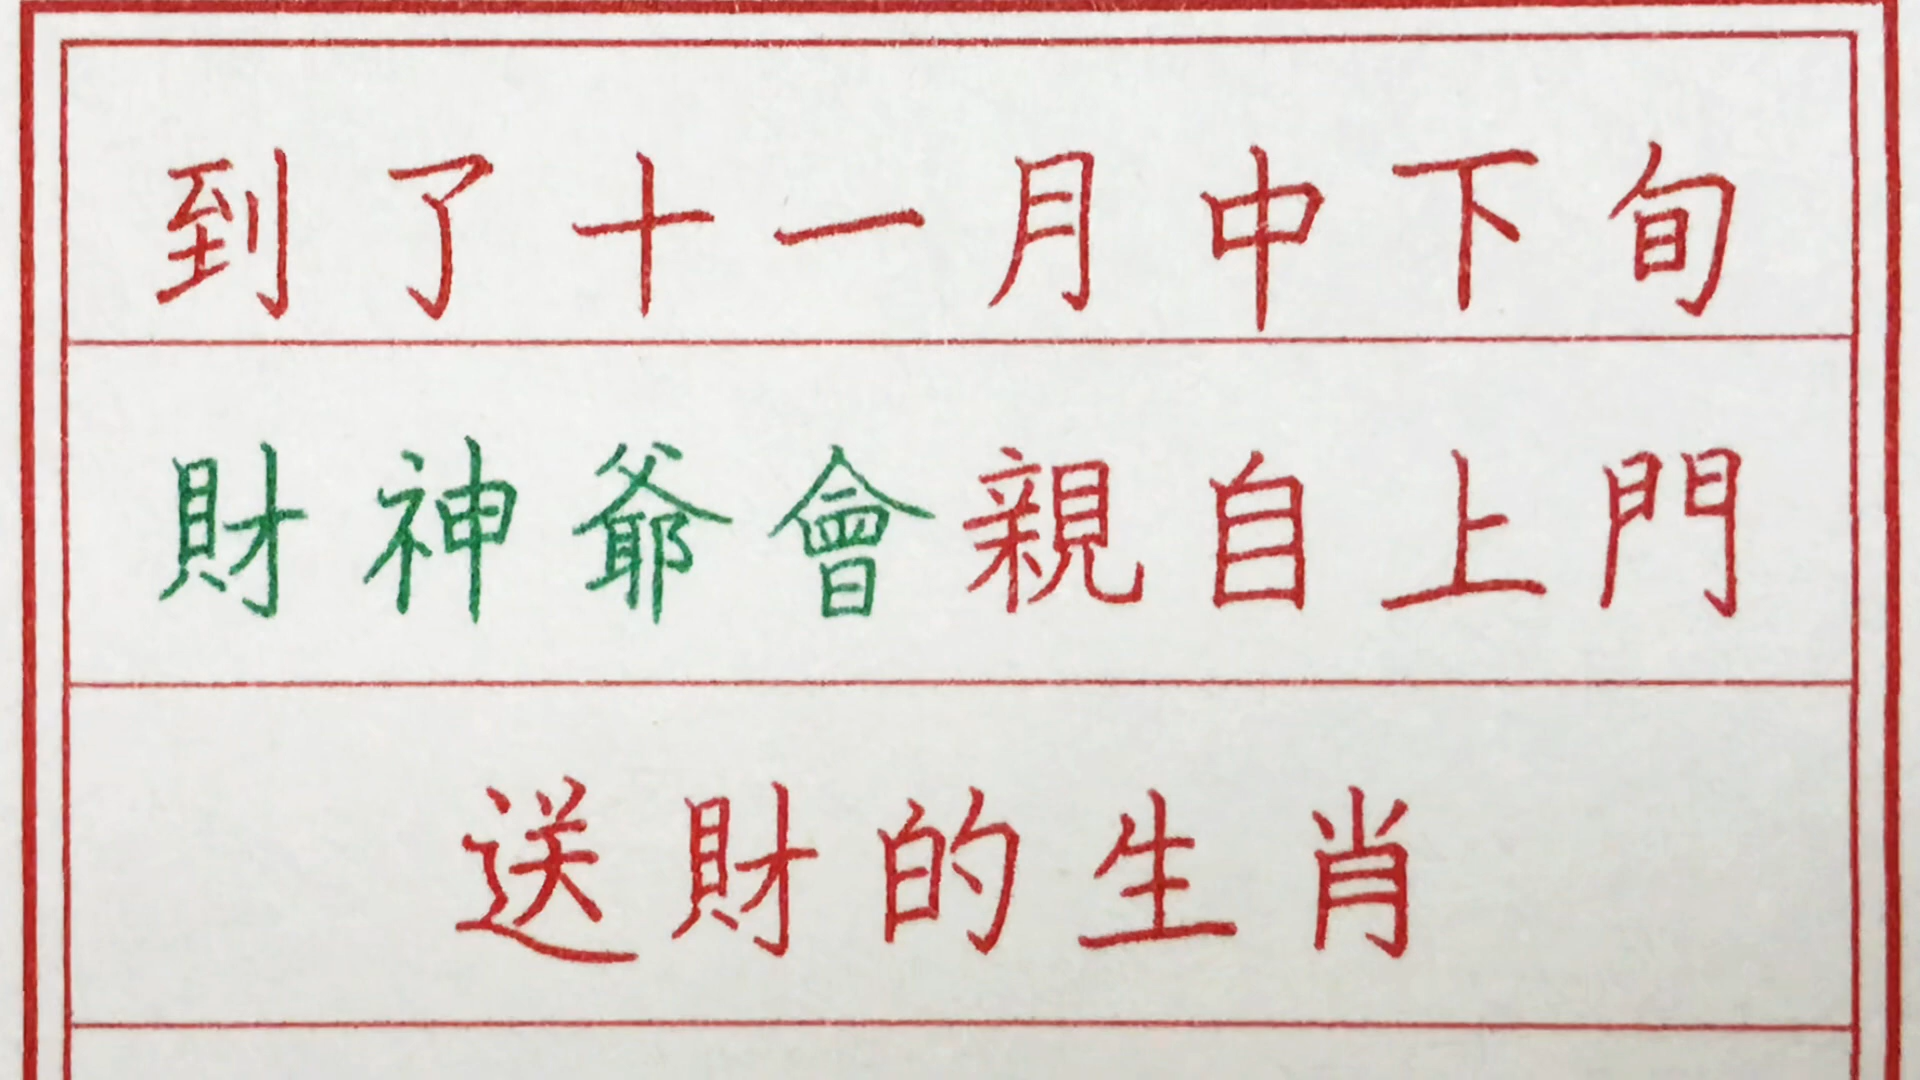 到了十一月中下旬
財神爺會親自上門
送財的生肖